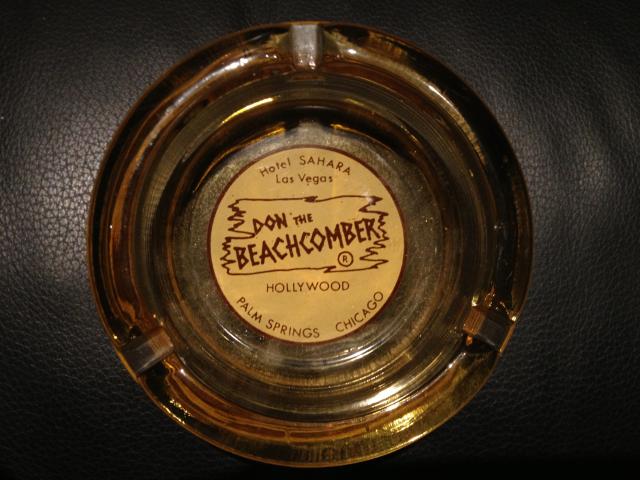 Hotel SAHARA
Las Vegas
DON THE
BEACHCOMBER
®
HOLLYWOOD
PALM SPRINGS CHICAGO